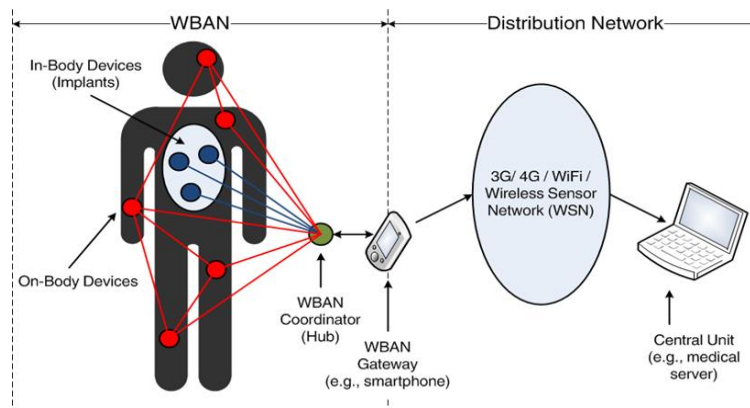 WBAN
Distribution Network
In-Body Devices
(Implants)
3G/ 4G / WiFi /
Wireless Sensor
Network (WSN)
On-Body Devices
WBAN
Coordinator
(Hub)
WBAN
Gateway
(e.g., smartphone)
Central Unit
(e.g., medical
server)